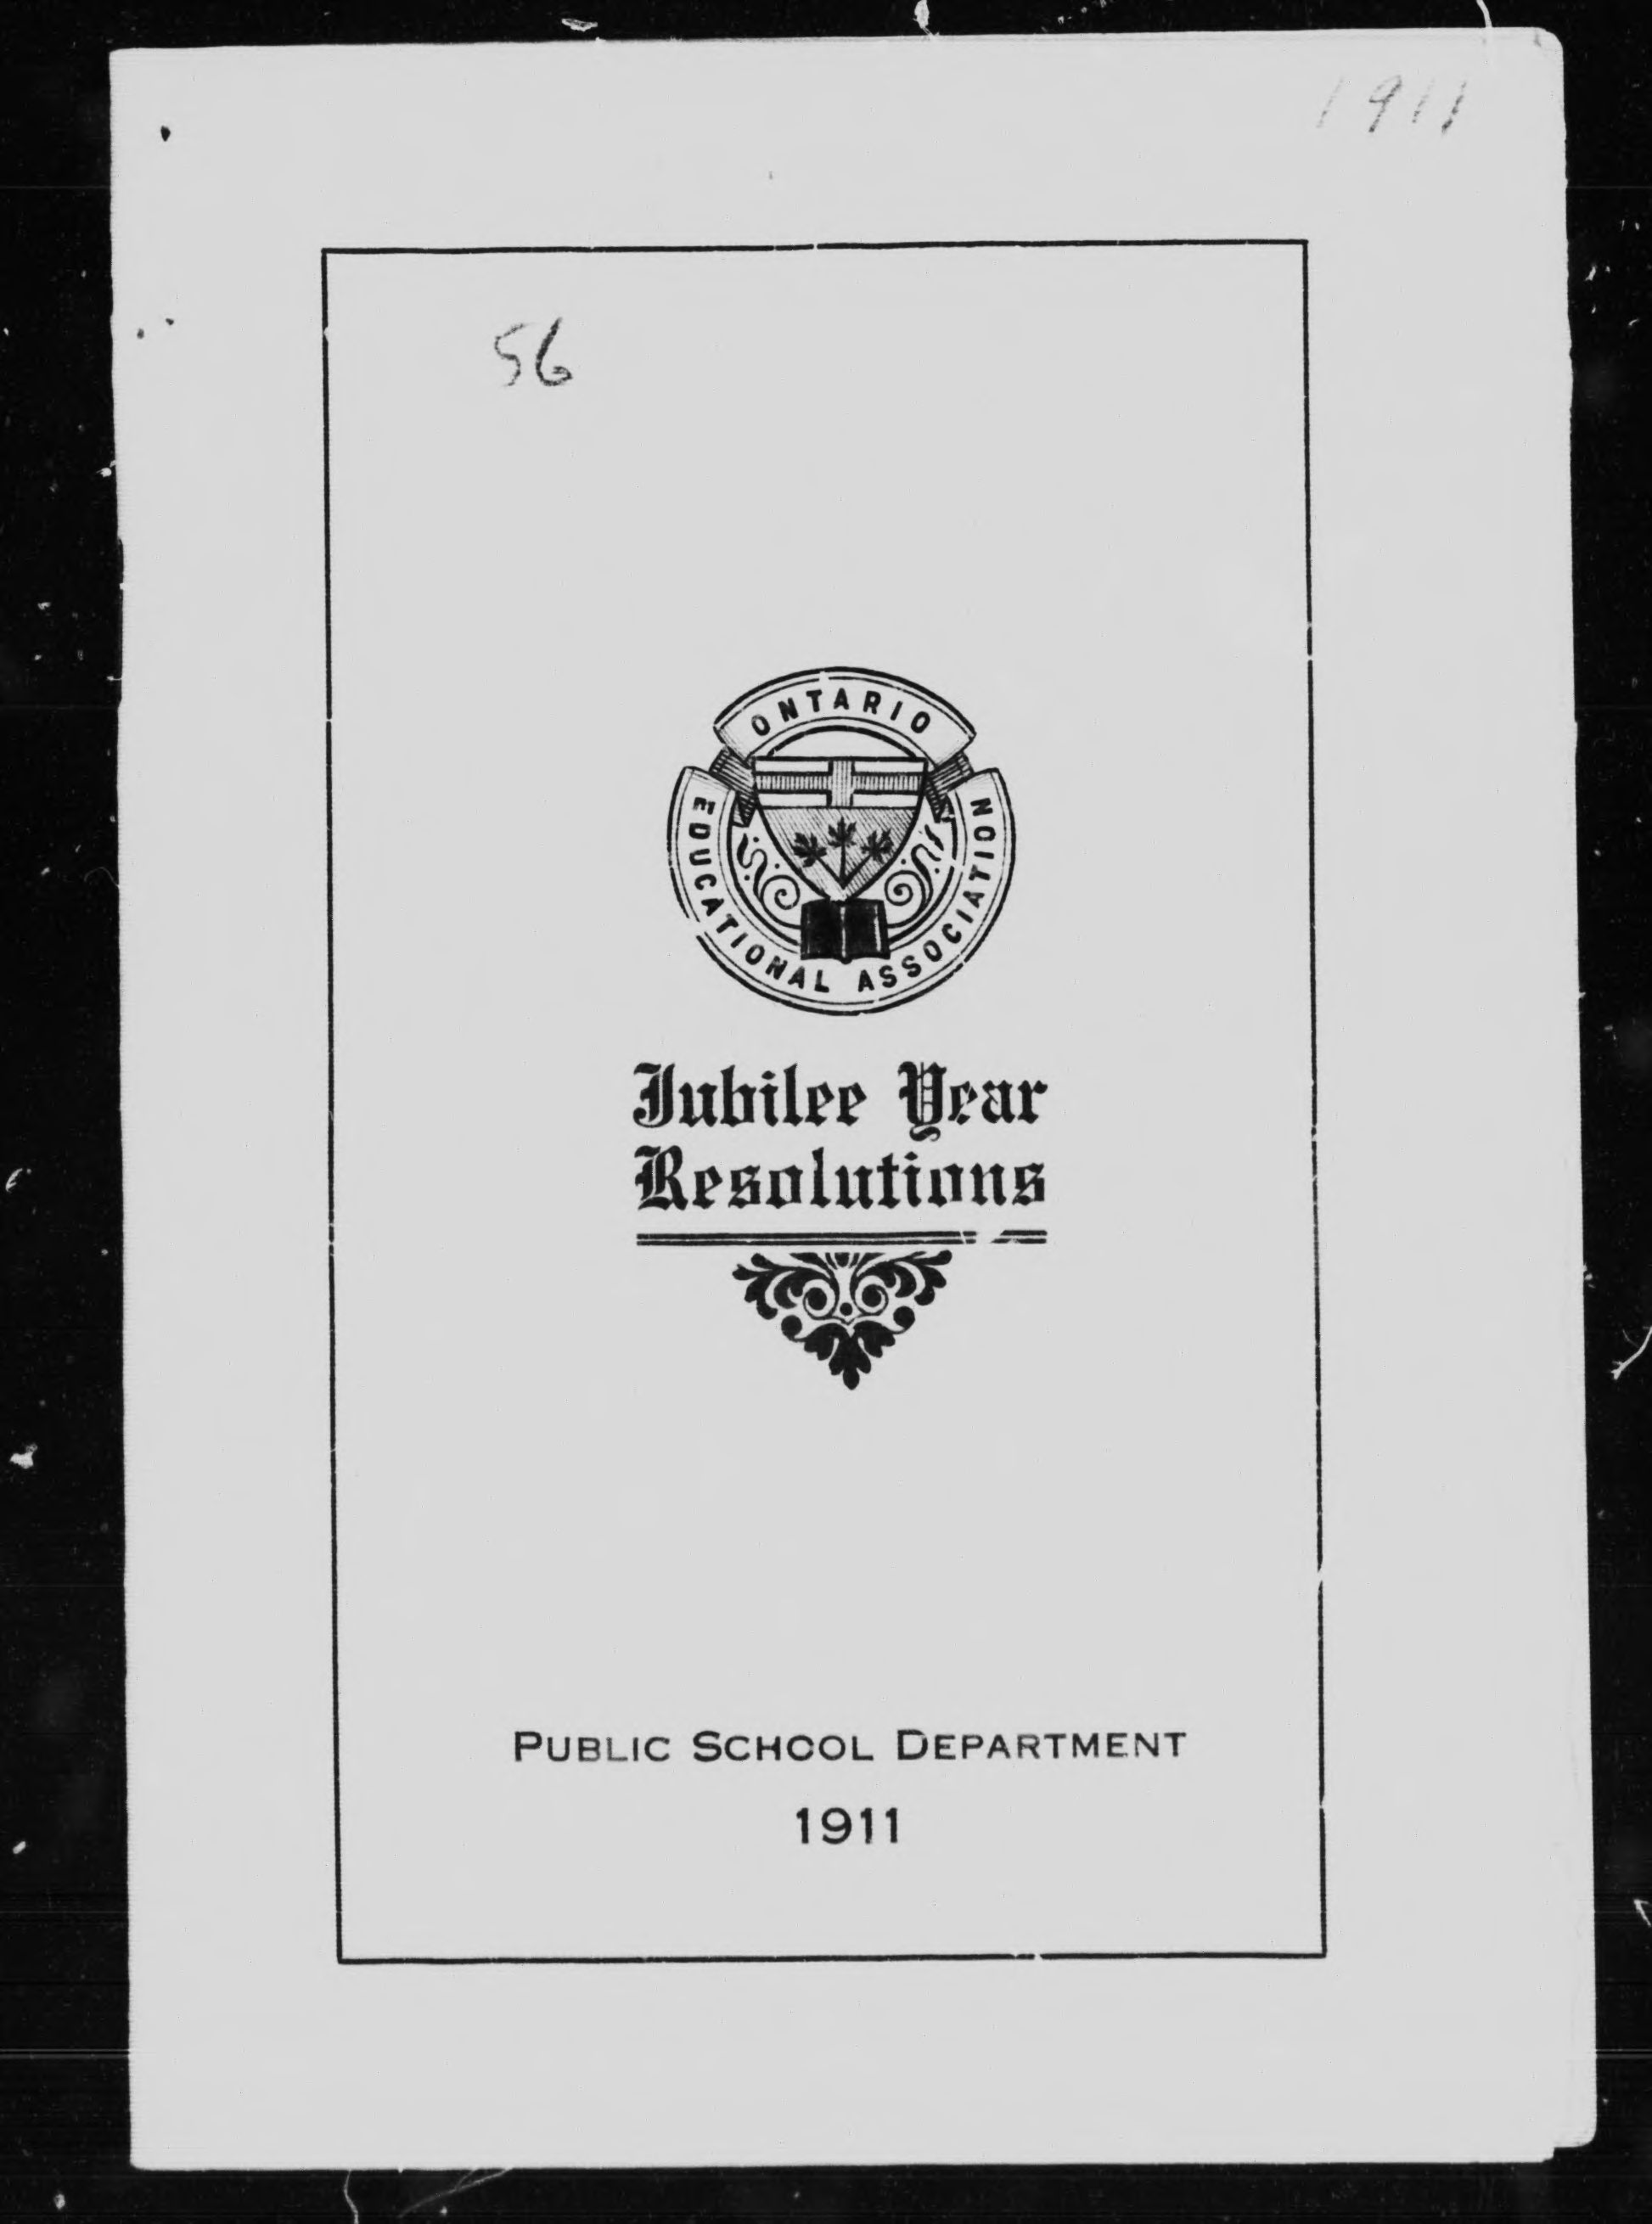 1911
56
ONTARIO
EDUCATIONAL ASSOCIATION
Jubilee Year
Resolutions
PUBLIC SCHOOL DEPARTMENT
1911